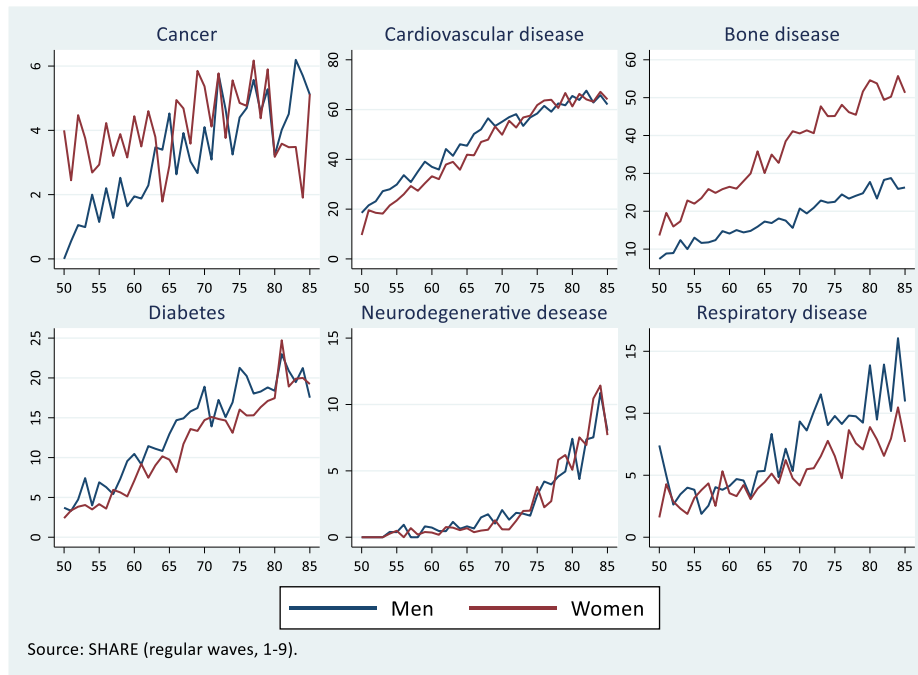 Cancer
Cardiovascular disease
Bone disease
6
4
2
0
50 55 60 65 70 75 80 85
80
60
40
20
0
50 55 60 65 70 75 80 85
60
50
40
30
20
10
50 55 60 65 70 75 80 85
Diabetes
Neurodegenerative desease
Respiratory disease
25
20
15
10
5
0
50 55 60 65 70 75 80 85
15
10
5
0
50 55 60 65 70 75 80 85
15
10
5
0
50 55 60 65 70 75 80 85
Men Women
Source: SHARE (regular waves, 1-9).